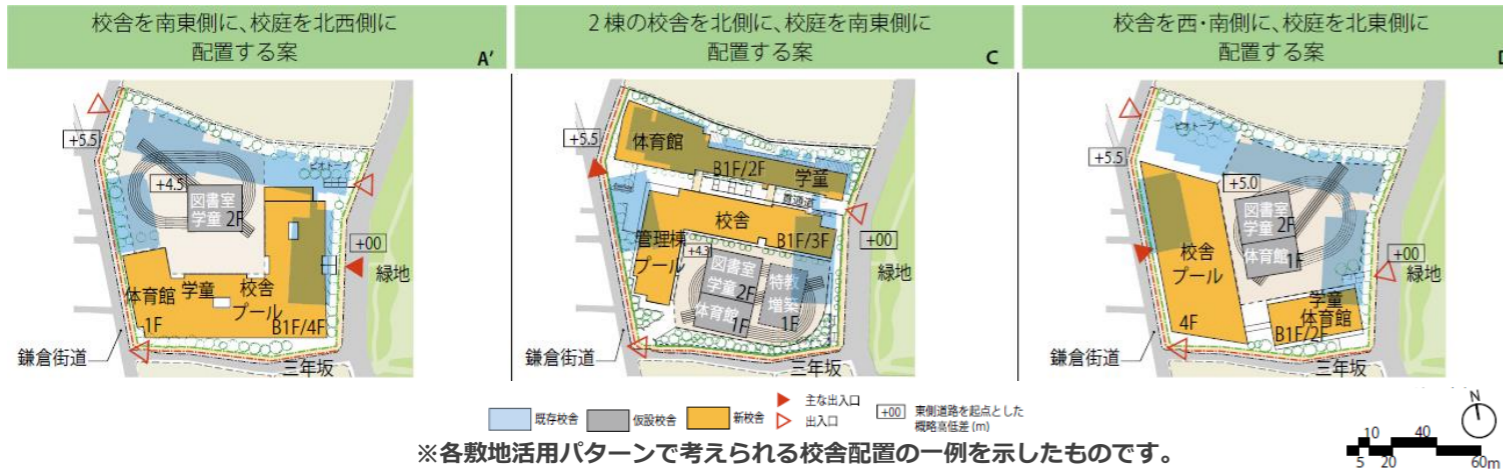 校舎を南東側に、校庭を北西側に
配置する案
A'
+5.5
ビオトープ
+4.5
図書室
学童 2F
+00
緑地
体育館
学童
校舎
プール
1F
B1F/4F
鎌倉街道
三年坂
2棟の校舎を北側に、校庭を南東側に
配置する案
C
+5.5
体育館
B1F/2F
学童
校舎
B1F/3F
+00
緑地
管理棟
プール
+4.3
図書室
学童 2F
体育館
1F
特教
増築
1F
鎌倉街道
三年坂
校舎を西・南側に、校庭を北東側に
配置する案
+5.5
ビオトープ
+5.0
図書室
学童 2F
体育館
1F
校舎
プール
4F
+00
緑地
学童
体育館
B1F/2F
鎌倉街道
三年坂
既存校舎
仮設校舎
新校舎
主な出入口
出入口
+00 東側道路を起点とした
概略高低差(m)
※各敷地活用パターンで考えられる校舎配置の一例を示したものです。
N
10 40
5 20 60m